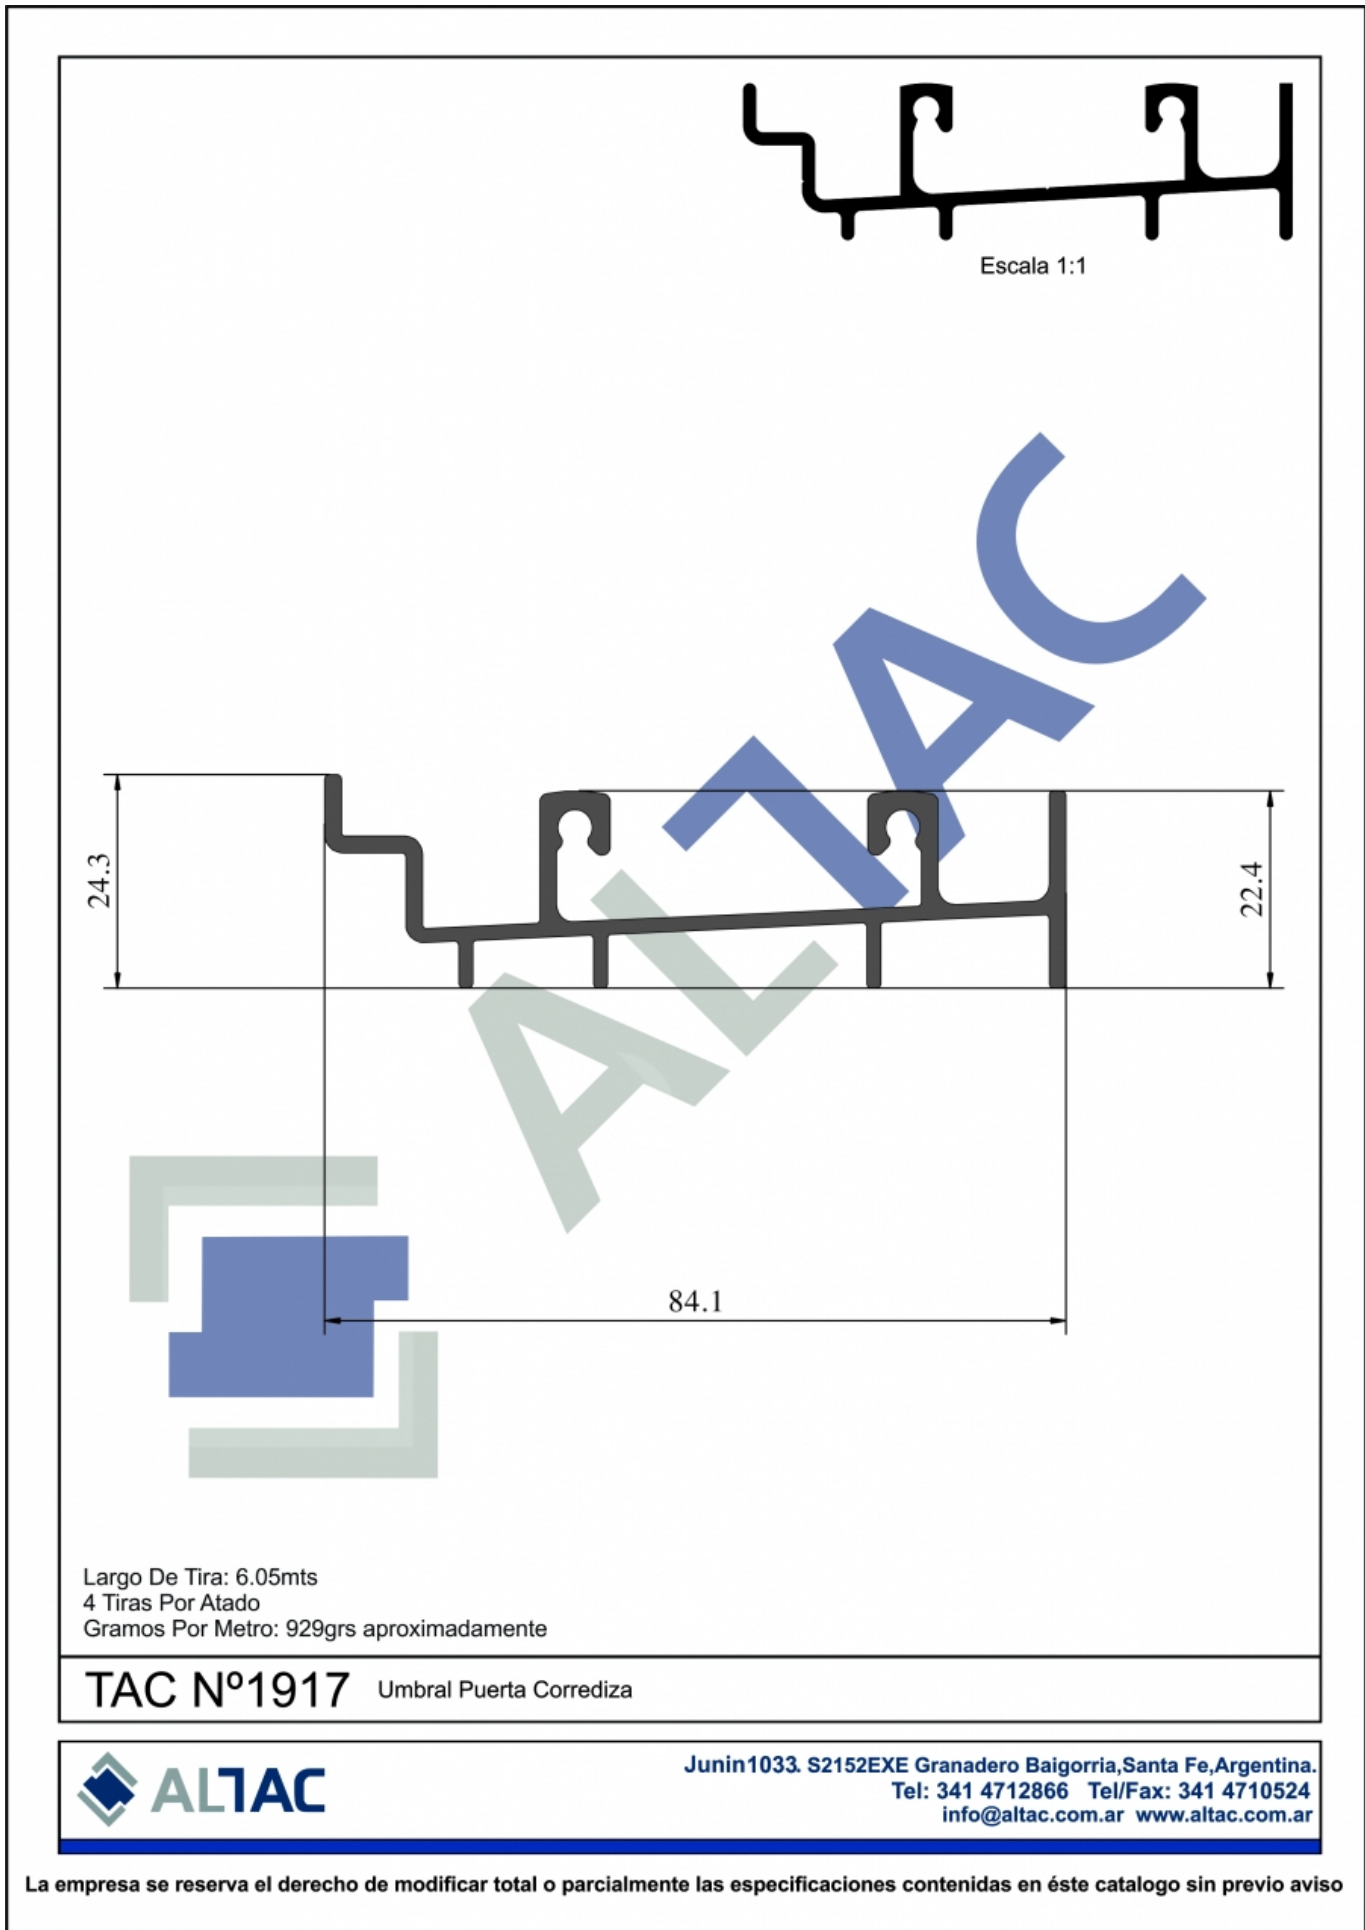 Escala 1:1
ALTAC
24.3
22.4
84.1
Largo De Tira: 6.05mts
4 Tiras Por Atado
Gramos Por Metro: 929grs aproximadamente
TAC Nº1917 Umbral Puerta Corrediza
ALTAC
Junin1033. S2152EXE Granadero Baigorria,Santa Fe,Argentina.
Tel: 341 4712866 Tel/Fax: 341 4710524
info@altac.com.ar www.altac.com.ar
La empresa se reserva el derecho de modificar total o parcialmente las especificaciones contenidas en éste catalogo sin previo aviso